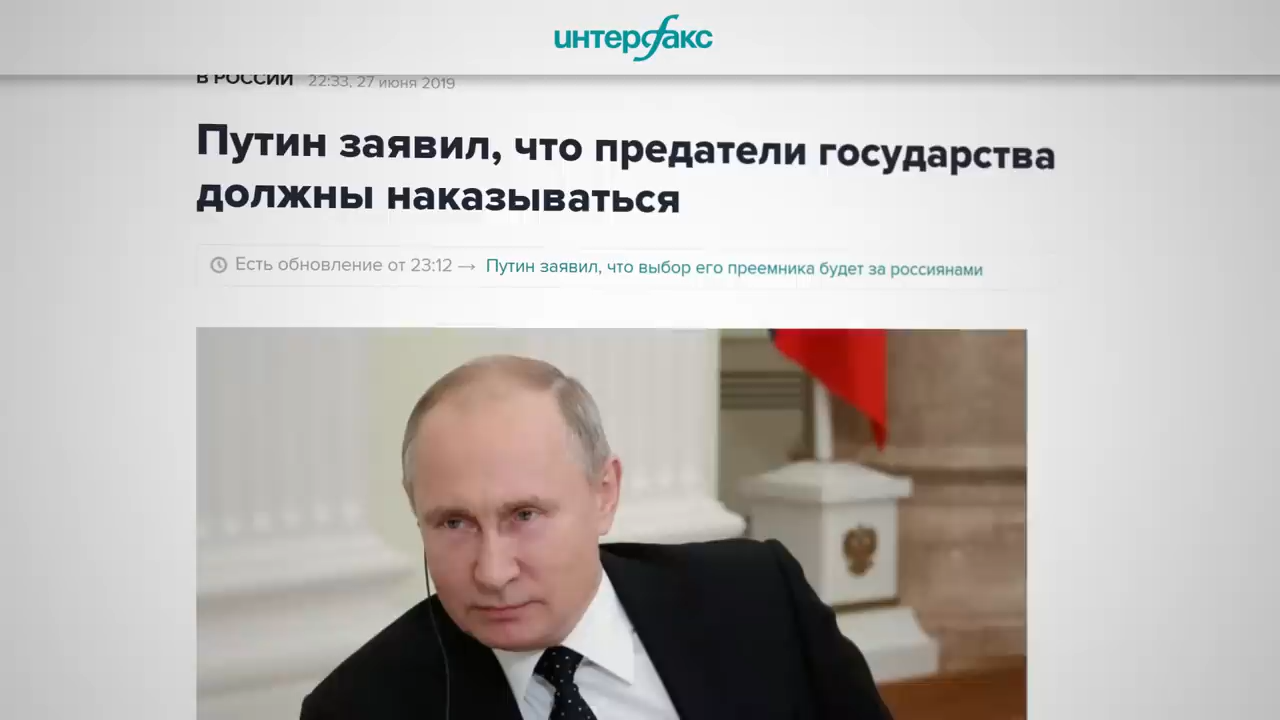 интерфакс
В РОССИИ 22:33, 27 июня 2019
Путин заявил, что предатели государства
должны наказываться
Есть обновление от 23:12 → Путин заявил, что выбор его преемника будет за россиянами